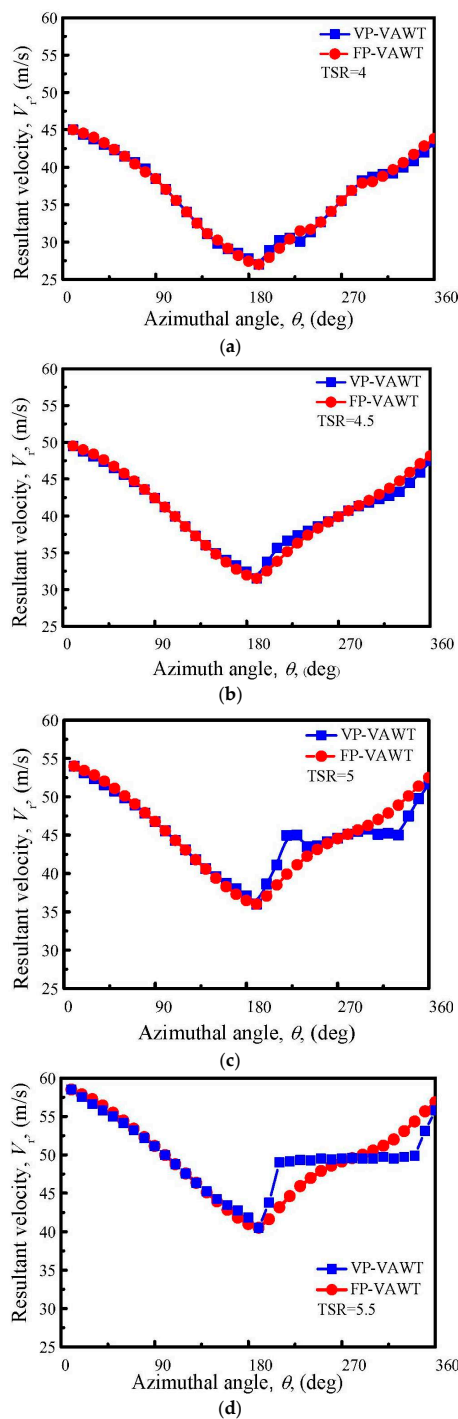 60
55
50
45
40
35
30
25
VP-VAWT
FP-VAWT
TSR=4
Resultant velocity, Vr, (m/s)
0 90 180 270 360
Azimuthal angle, θ, (deg)
(a)
60
55
50
45
40
35
30
25
VP-VAWT
FP-VAWT
TSR=4.5
Resultant velocity, Vr, (m/s)
0 90 180 270 360
Azimuth angle, θ, (deg)
(b)
60
55
50
45
40
35
30
25
VP-VAWT
FP-VAWT
TSR=5
Resultant velocity, Vr, (m/s)
0 90 180 270 360
Azimuthal angle, θ, (deg)
(c)
60
55
50
45
40
35
30
25
Resultant velocity, Vr, (m/s)
VP-VAWT
FP-VAWT
TSR=5.5
0 90 180 270 360
Azimuthal angle, θ, (deg)
(d)